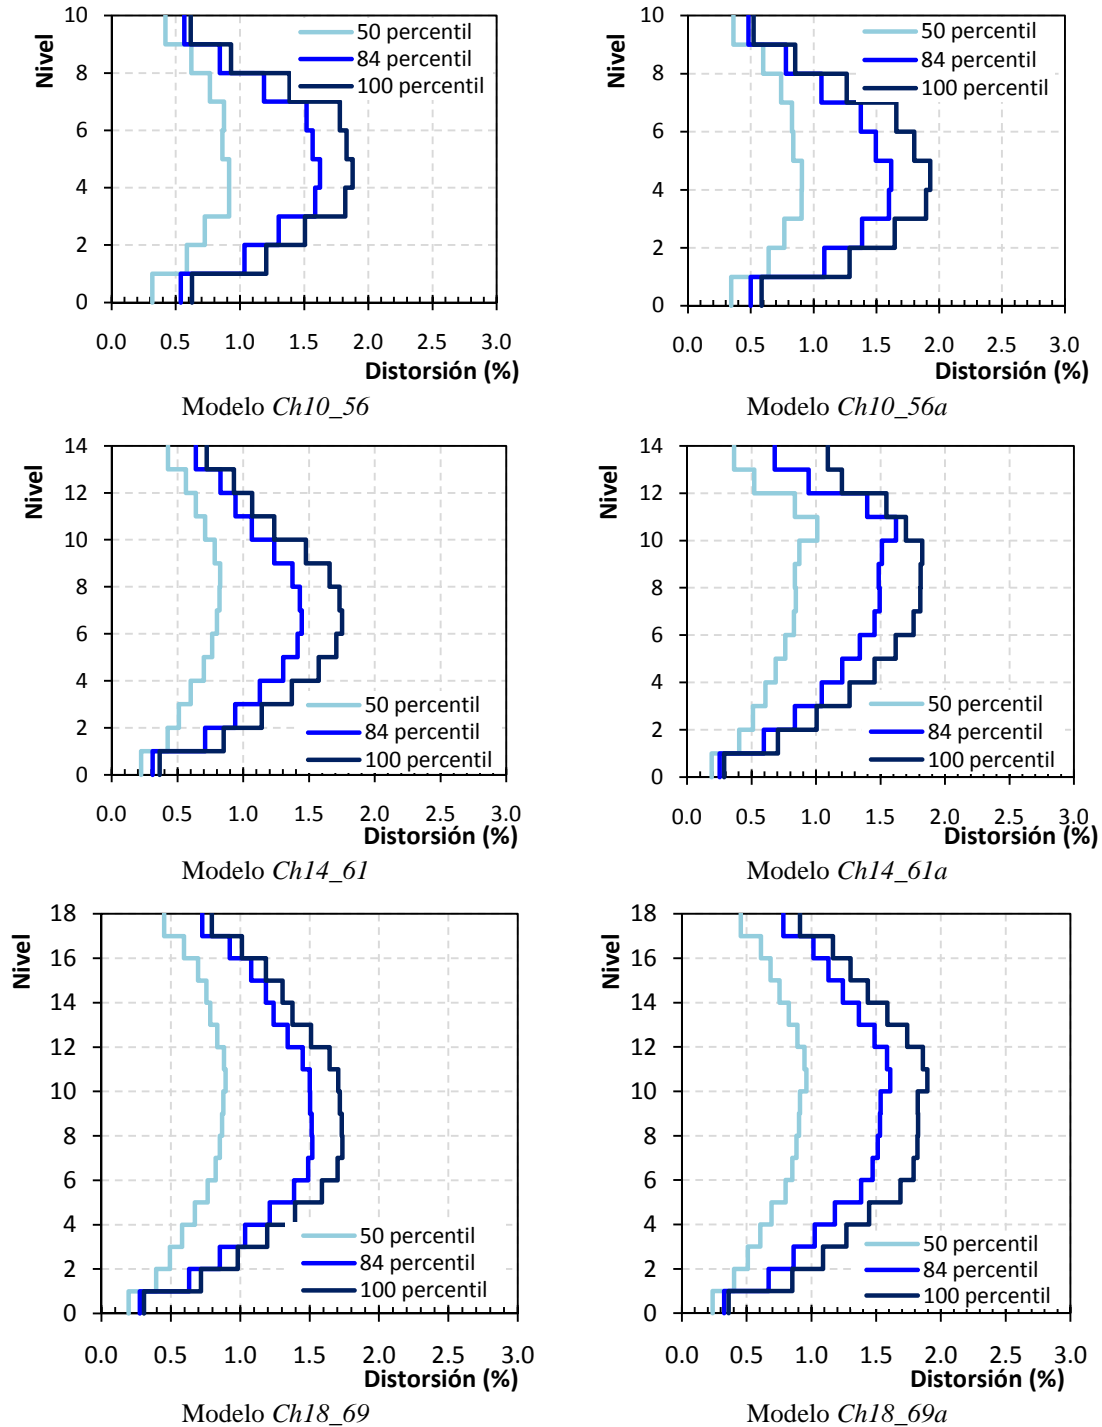 Nivel
10
8
6
4
2
0
50 percentil
84 percentil
100 percentil
0.0 0.5 1.0 1.5 2.0 2.5 3.0
Distorsión (%)
Modelo Ch10_56
Nivel
10
8
6
4
2
0
50 percentil
84 percentil
100 percentil
0.0 0.5 1.0 1.5 2.0 2.5 3.0
Distorsión (%)
Modelo Ch10_56a
Nivel
14
12
10
8
6
4
2
0
50 percentil
84 percentil
100 percentil
0.0 0.5 1.0 1.5 2.0 2.5 3.0
Distorsión (%)
Modelo Ch14_61
Nivel
14
12
10
8
6
4
2
0
50 percentil
84 percentil
100 percentil
0.0 0.5 1.0 1.5 2.0 2.5 3.0
Distorsión (%)
Modelo Ch14_61a
Nivel
18
16
14
12
10
8
6
4
2
0
50 percentil
84 percentil
100 percentil
0.0 0.5 1.0 1.5 2.0 2.5 3.0
Distorsión (%)
Modelo Ch18_69
Nivel
18
16
14
12
10
8
6
4
2
0
50 percentil
84 percentil
100 percentil
0.0 0.5 1.0 1.5 2.0 2.5 3.0
Distorsión (%)
Modelo Ch18_69a